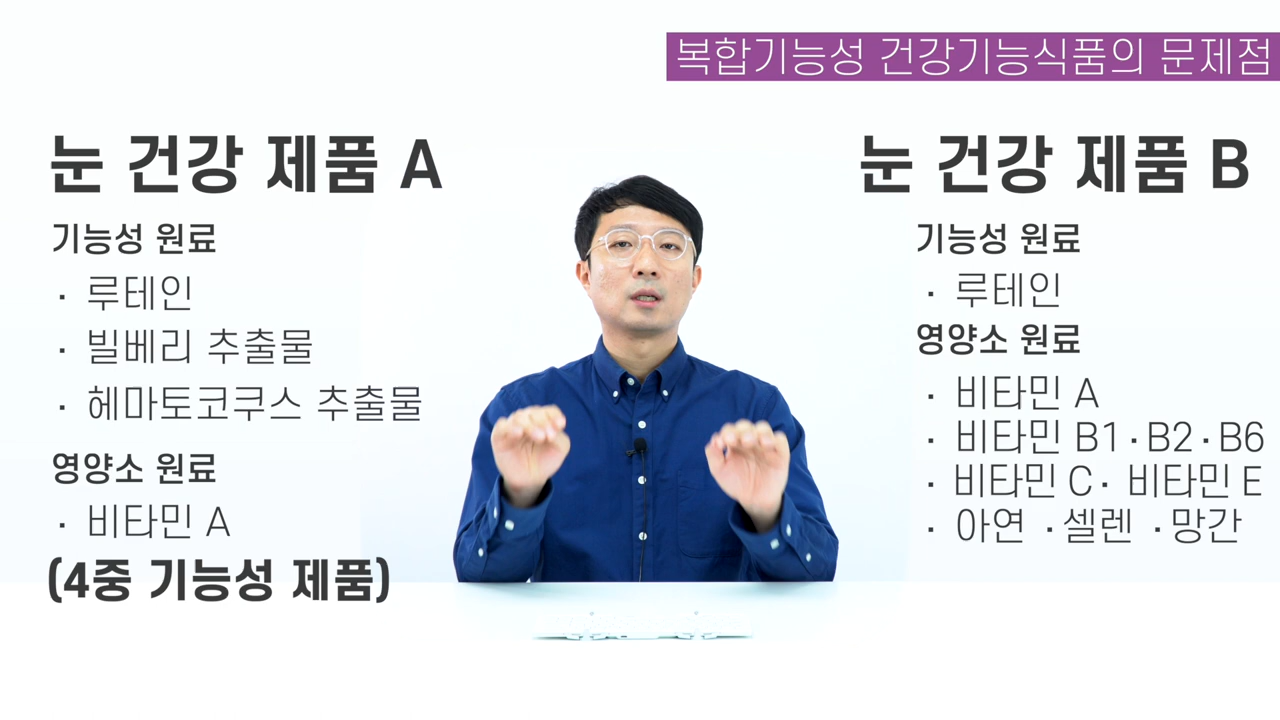 복합기능성 건강기능식품의 문제점
눈 건강 제품 A
기능성 원료
· 루테인
· 빌베리 추출물
· 헤마토코쿠스 추출물
영양소 원료
· 비타민 A
(4중 기능성 제품)
눈 건강 제품 B
기능성 원료
· 루테인
영양소 원료
· 비타민 A
· 비타민 B1·B2·B6
· 비타민 C· 비타민 E
· 아연 ·셀렌 ·망간